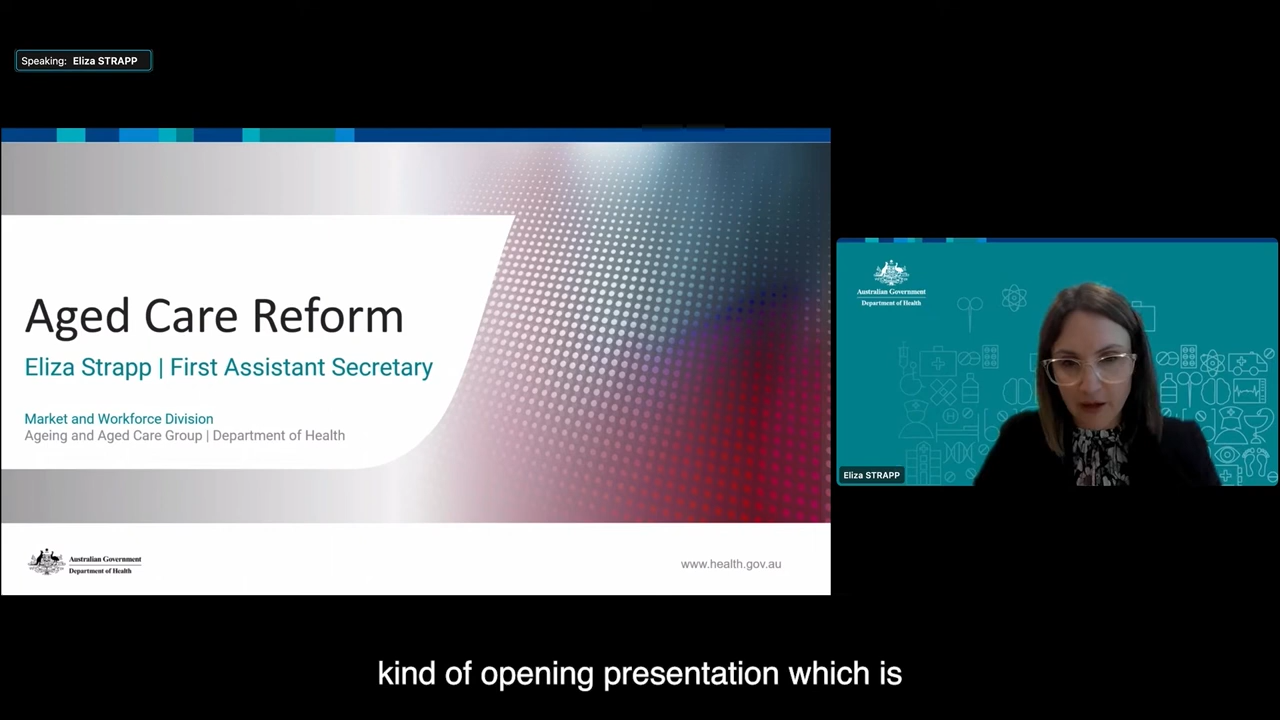 Speaking: Eliza STRAPP
Aged Care Reform
Eliza Strapp | First Assistant Secretary
Market and Workforce Division
Ageing and Aged Care Group | Department of Health
Australian Government
Department of Health
www.health.gov.au
Australian Government
Department of Health
Eliza STRAPP
kind of opening presentation which is